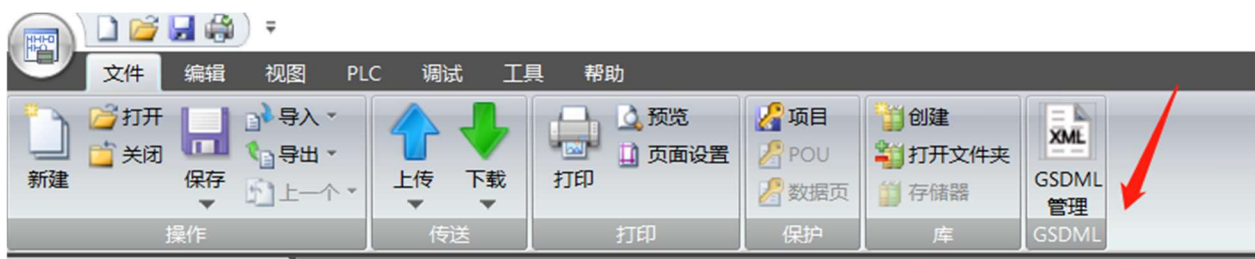 文件 编辑 视图 PLC 调试 工具 帮助
新建
打开
关闭
保存
导入
导出
上一个
操作
上传
下载
传送
打印
预览
页面设置
打印
项目
POU
数据页
保护
创建
打开文件夹
存储器
库
XML
GSDML
管理
GSDML